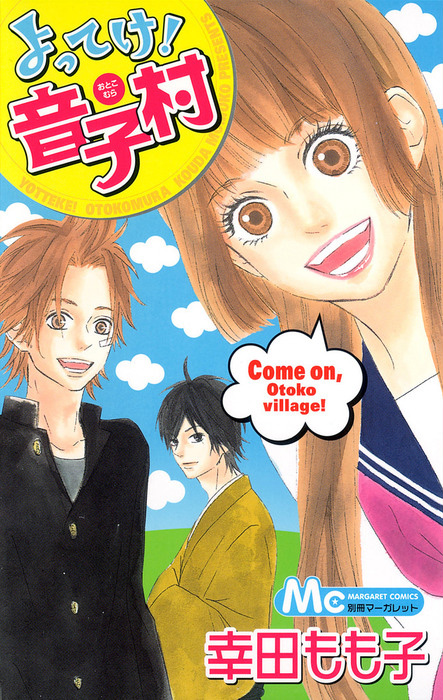 よってけ!
おとこ
むら
音子村
YOTTEKE! OTOKOMURA KOUDA MOMOKO PRESENTS
Come on,
Otoko
village!
MC
MARGARET COMICS
別冊マーガレット
幸田もも子